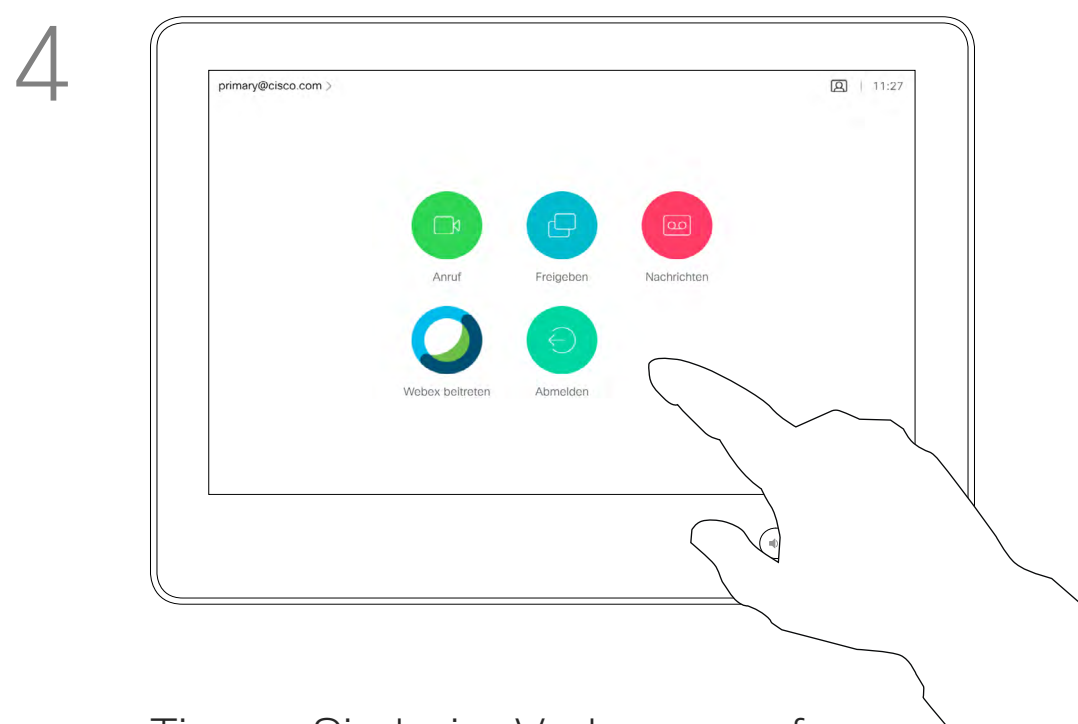 4
primary@cisco.com >
11:27
Anruf
Freigeben
Nachrichten
Webex beitreten
Abmelden